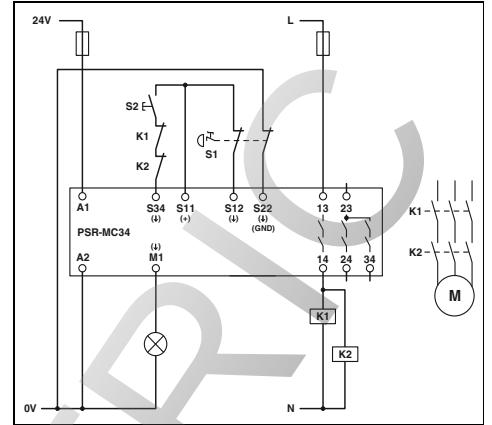 24V
L
S2
K1
K2
S1
A1
S34
S11
S12
S22
13
23
(↓)
(+)
(↓)
(↓)
(GND)
PSR-MC34
(↓)
A2
M1
14
24
34
K1
K2
M
K1
K2
0V
N
RIC